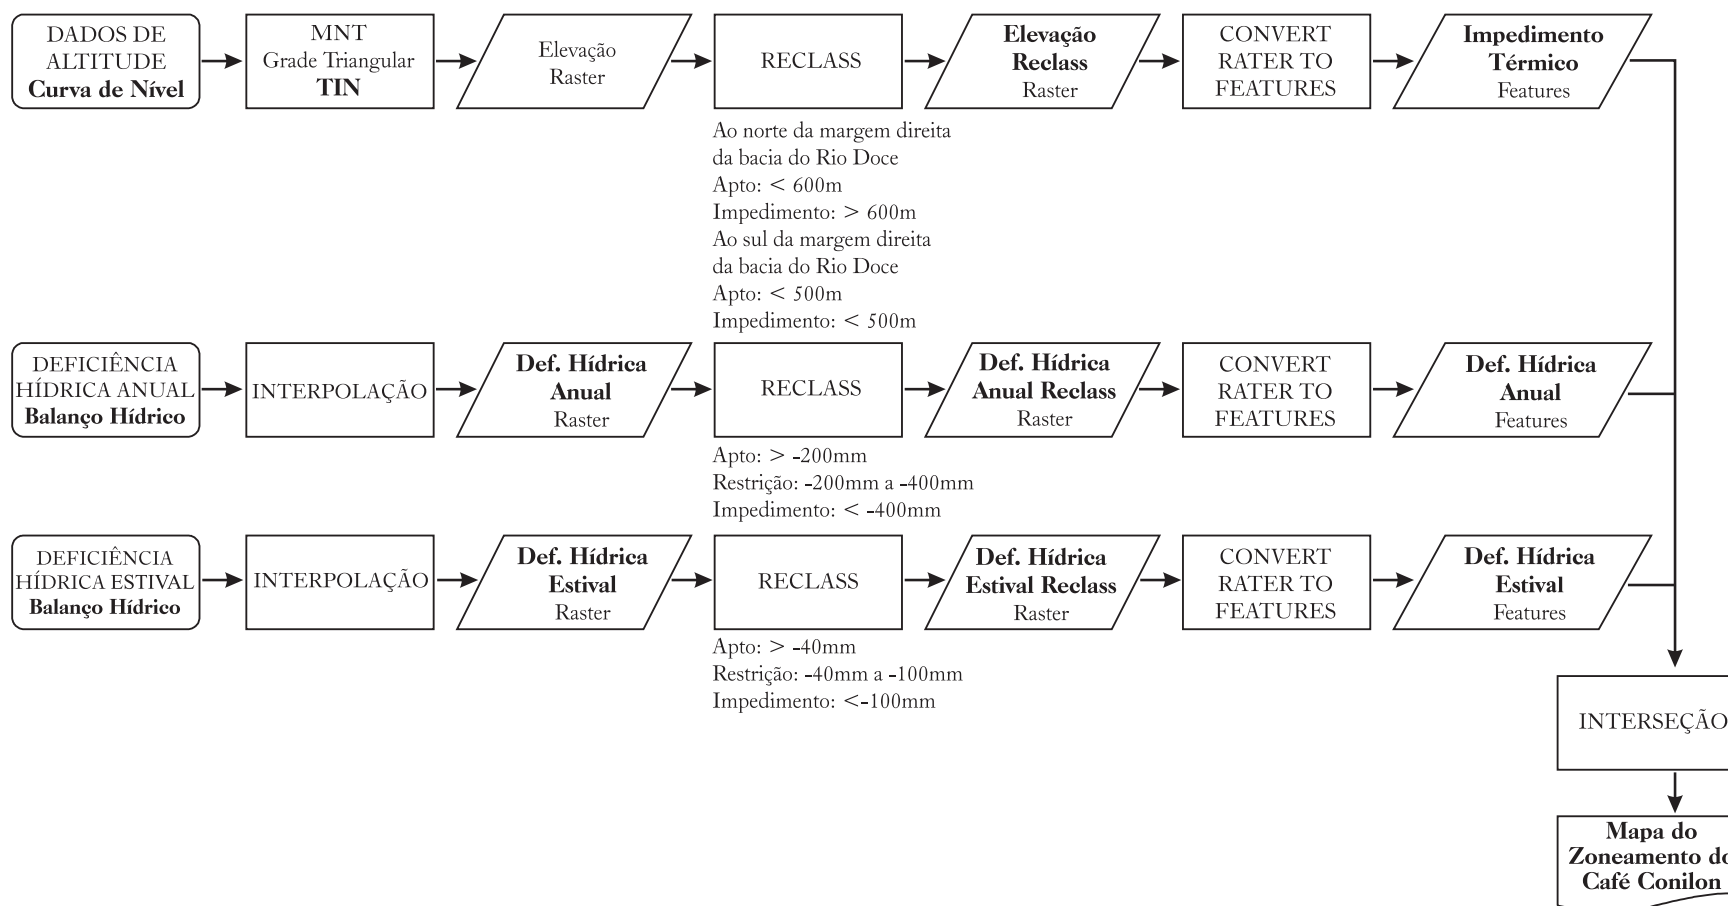 DADOS DE
ALTITUDE
Curva de Nível
MNT
Grade Triangular
TIN
Elevação
Raster
RECLASS
Elevação
Reclass
Raster
CONVERT
RATER TO
FEATURES
Impedimento
Térmico
Features
Ao norte da margem direita
da bacia do Rio Doce
Apto: < 600m
Impedimento: > 600m
Ao sul da margem direita
da bacia do Rio Doce
Apto: < 500m
Impedimento: < 500m
DEFICIÊNCIA
HÍDRICA ANUAL
Balanço Hídrico
INTERPOLAÇÃO
Def. Hídrica
Anual
Raster
RECLASS
Def. Hídrica
Anual Reclass
Raster
CONVERT
RATER TO
FEATURES
Def. Hídrica
Anual
Features
Apto: > -200mm
Restrição: -200mm a -400mm
Impedimento: < -400mm
DEFICIÊNCIA
HÍDRICA ESTIVAL
Balanço Hídrico
INTERPOLAÇÃO
Def. Hídrica
Estival
Raster
RECLASS
Def. Hídrica
Estival Reclass
Raster
CONVERT
RATER TO
FEATURES
Def. Hídrica
Estival
Features
Apto: > -40mm
Restrição: -40mm a -100mm
Impedimento: <-100mm
INTERSEÇÃO
Mapa do
Zoneamento do
Café Conilon